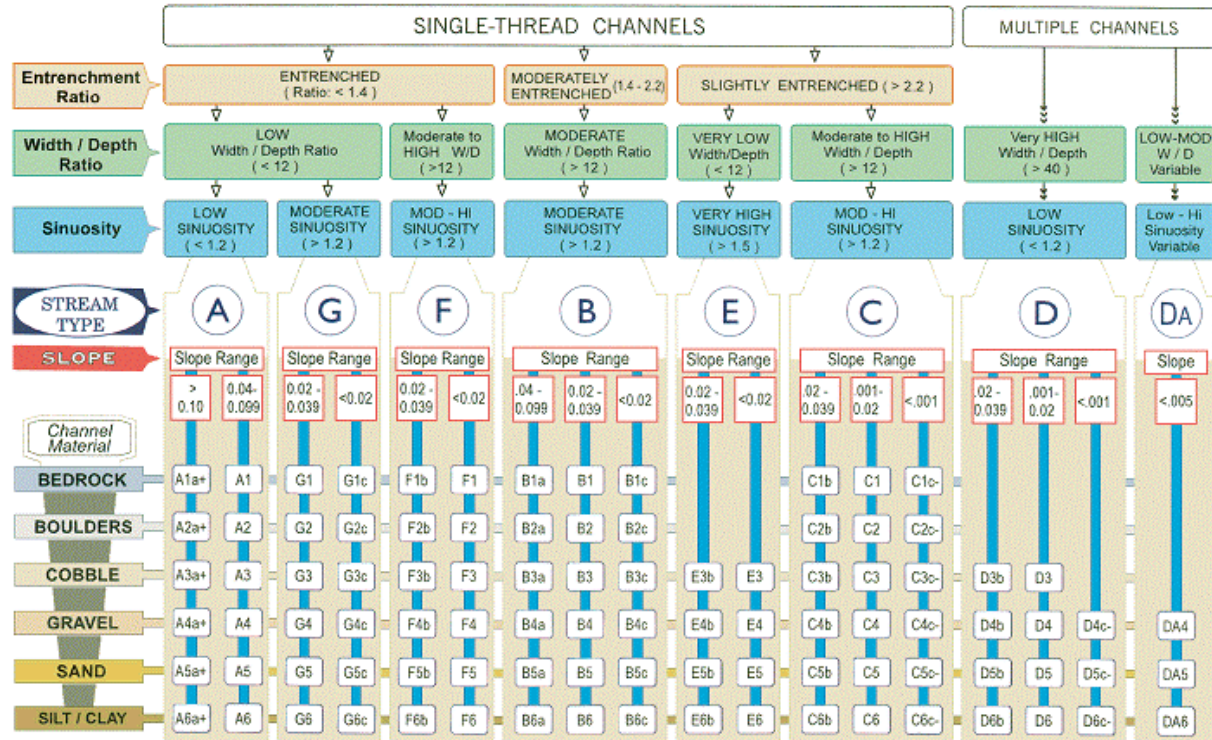 SINGLE-THREAD CHANNELS
MULTIPLE CHANNELS
Entrenchment
Ratio
ENTRENCHED
( Ratio: < 1.4 )
MODERATELY
ENTRENCHED (1.4 - 2.2)
SLIGHTLY ENTRENCHED ( > 2.2 )
Width / Depth
Ratio
LOW
Width / Depth Ratio
( < 12 )
Moderate to
HIGH W/D
( >12 )
MODERATE
Width / Depth Ratio
( > 12 )
VERY LOW
Width/Depth
( < 12 )
Moderate to HIGH
Width / Depth
( > 12 )
Very HIGH
Width / Depth
( > 40 )
LOW-MOD
W / D
Variable
Sinuosity
LOW
SINUOSITY
( < 1.2 )
MODERATE
SINUOSITY
( > 1.2 )
MOD - HI
SINUOSITY
( > 1.2 )
MODERATE
SINUOSITY
( > 1.2 )
VERY HIGH
SINUOSITY
( > 1.5 )
MOD - HI
SINUOSITY
( > 1.2 )
LOW
SINUOSITY
( < 1.2 )
Low - Hi
Sinuosity
Variable
STREAM
TYPE
A G F B E C D DA
SLOPE
Slope Range Slope Range Slope Range Slope Range Slope Range Slope Range Slope Range Slope
>
0.10
0.04-
0.099
0.02 -
0.039
<0.02
0.02 -
0.039
<0.02
.04 -
0.099
0.02 -
0.039
<0.02
0.02 -
0.039
<0.02
.02 -
0.039
.001-
0.02
<.001
.02 -
0.039
.001-
0.02
<.001
<.005
Channel
Material
BEDROCK A1a+ A1 G1 G1c F1b F1 B1a B1 B1c C1b C1 C1c-
BOULDERS A2a+ A2 G2 G2c F2b F2 B2a B2 B2c C2b C2 C2c-
COBBLE A3a+ A3 G3 G3c F3b F3 B3a B3 B3c E3b E3 C3b C3 C3c- D3b D3
GRAVEL A4a+ A4 G4 G4c F4b F4 B4a B4 B4c E4b E4 C4b C4 C4c- D4b D4 D4c- DA4
SAND A5a+ A5 G5 G5c F5b F5 B5a B5 B5c E5b E5 C5b C5 C5c- D5b D5 D5c- DA5
SILT / CLAY A6a+ A6 G6 G6c F6b F6 B6a B6 B6c E6b E6 C6b C6 C6c- D6b D6 D6c- DA6